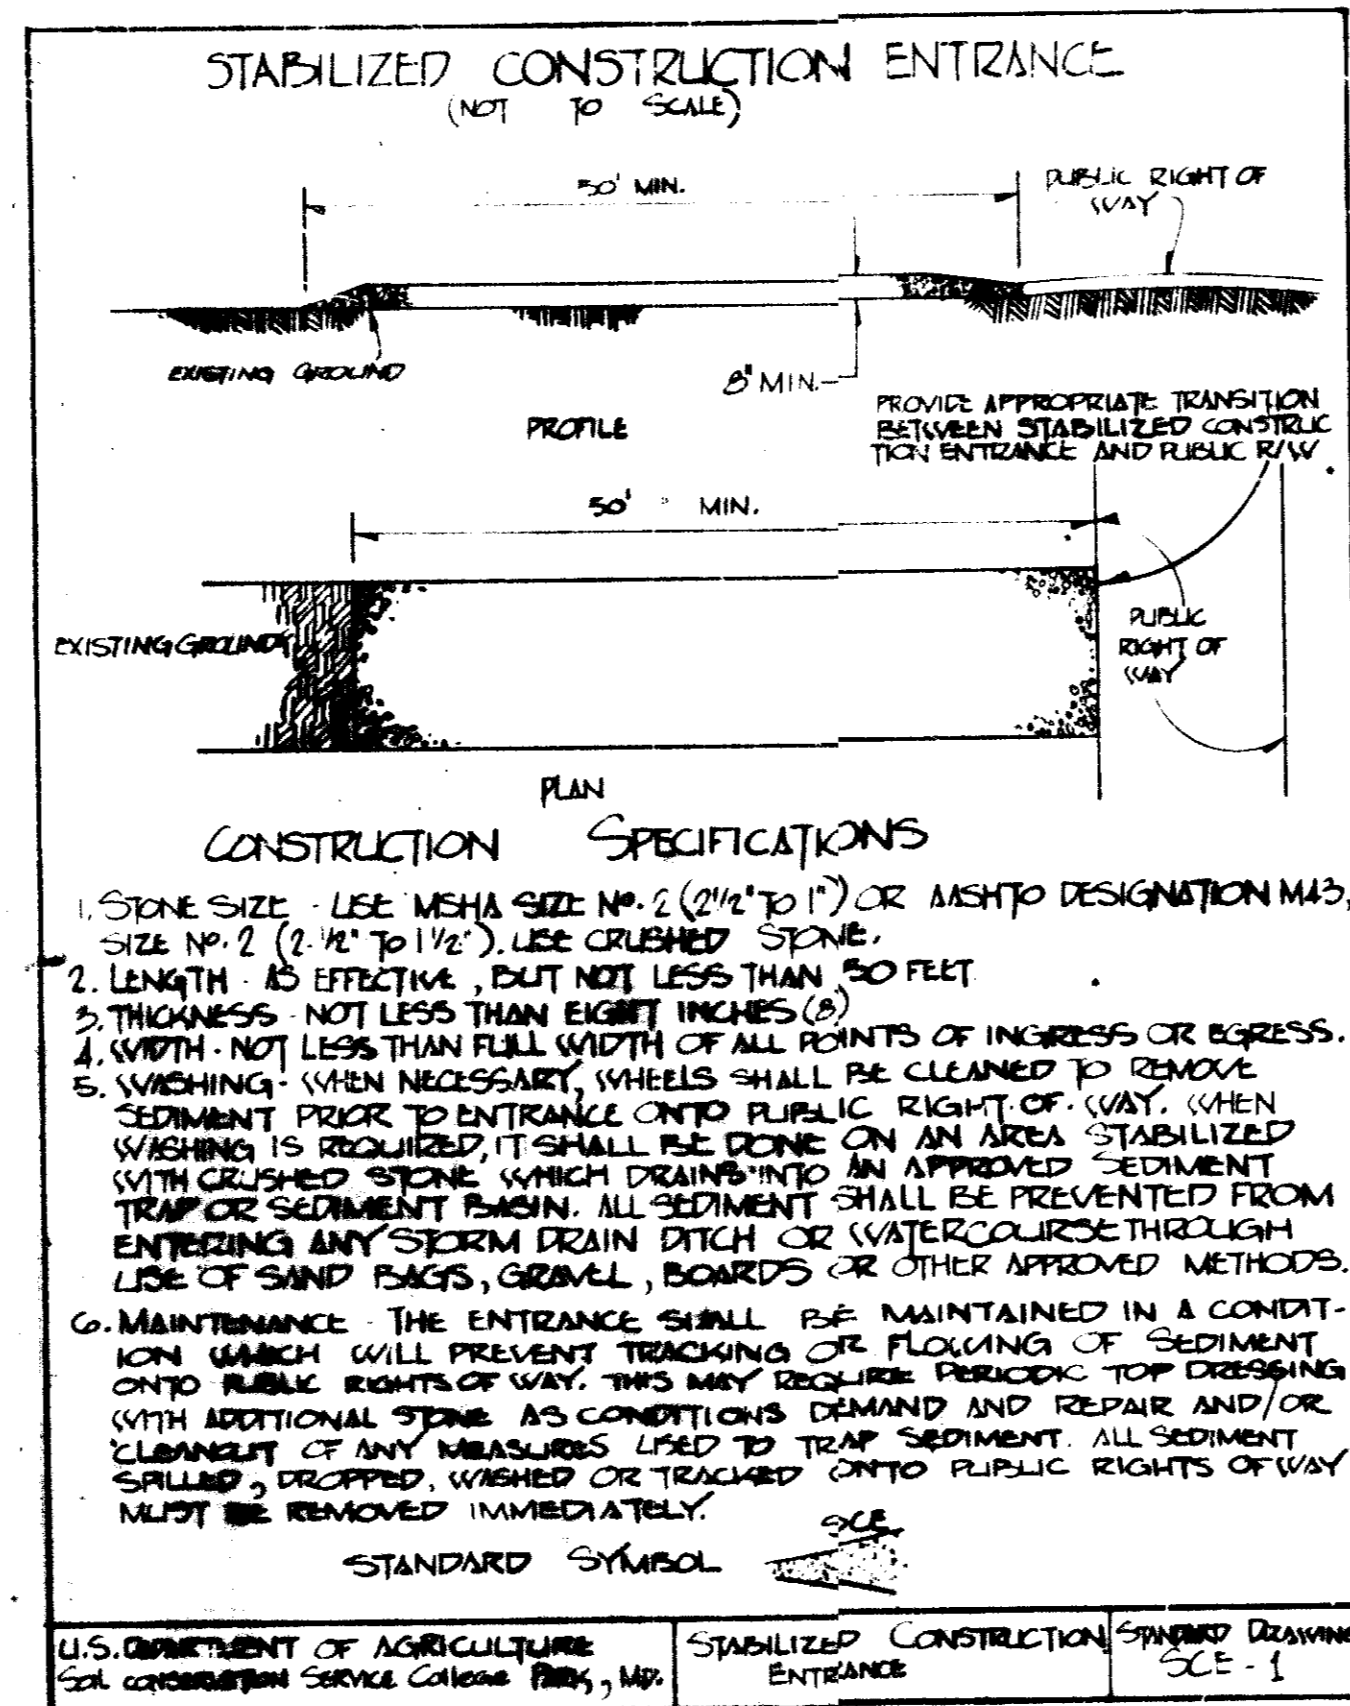 STABILIZED CONSTRUCTION ENTRANCE
(NOT TO SCALE)
50' MIN.
PUBLIC RIGHT OF
WAY
EXISTING GROUND
8" MIN.
PROFILE
PROVIDE APPROPRIATE TRANSITION
BETWEEN STABILIZED CONSTRUC
TION ENTRANCE AND PUBLIC R/W
50' MIN.
EXISTING GROUND
PUBLIC
RIGHT OF
WAY
PLAN
CONSTRUCTION SPECIFICATIONS
1. STONE SIZE - USE MSHA SIZE NO. 2 (2 1/2" TO 1") OR AASHTO DESIGNATION M43,
SIZE NO. 2 (2-1/2" TO 1 1/2"). USE CRUSHED STONE.
2. LENGTH - AS EFFECTIVE, BUT NOT LESS THAN 50 FEET.
3. THICKNESS - NOT LESS THAN EIGHT INCHES (8)
4. WIDTH - NOT LESS THAN FULL WIDTH OF ALL POINTS OF INGRESS OR EGRESS.
5. WASHING - WHEN NECESSARY, WHEELS SHALL BE CLEANED TO REMOVE
SEDIMENT PRIOR TO ENTRANCE ONTO PUBLIC RIGHT-OF-WAY. WHEN
WASHING IS REQUIRED, IT SHALL BE DONE ON AN AREA STABILIZED
WITH CRUSHED STONE WHICH DRAINS INTO AN APPROVED SEDIMENT
TRAP OR SEDIMENT BASIN. ALL SEDIMENT SHALL BE PREVENTED FROM
ENTERING ANY STORM DRAIN DITCH OR WATERCOURSE THROUGH
USE OF SAND BAGS, GRAVEL, BOARDS OR OTHER APPROVED METHODS.
6. MAINTENANCE - THE ENTRANCE SHALL BE MAINTAINED IN A CONDIT-
ION WHICH WILL PREVENT TRACKING OR FLOWING OF SEDIMENT
ONTO PUBLIC RIGHTS OF WAY. THIS MAY REQUIRE PERIODIC TOP DRESSING
WITH ADDITIONAL STONE AS CONDITIONS DEMAND AND REPAIR AND/OR
CLEANOUT OF ANY MEASURES USED TO TRAP SEDIMENT. ALL SEDIMENT
SPILLED, DROPPED, WASHED OR TRACKED ONTO PUBLIC RIGHTS OF WAY
MUST BE REMOVED IMMEDIATELY.
SCE
STANDARD SYMBOL
U.S. DEPARTMENT OF AGRICULTURE
SOIL CONSERVATION SERVICE COLLEGE PARK, MD.
STABILIZED CONSTRUCTION
ENTRANCE
STANDARD DRAWING
SCE - 1